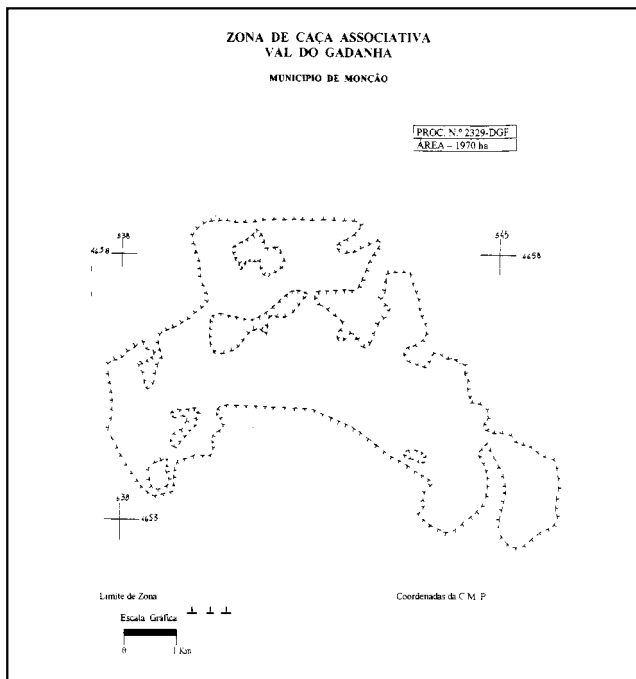 ZONA DE CAÇA ASSOCIATIVA
VAL DO GADANHA
MUNICIPIO DE MONÇÃO
PROC. N.º 2329-DGF
ÁREA – 1970 ha
538
4658
545
4658
538
4653
Limite de Zona
Coordenadas da C M P
Escala Gráfica
0 1 Km